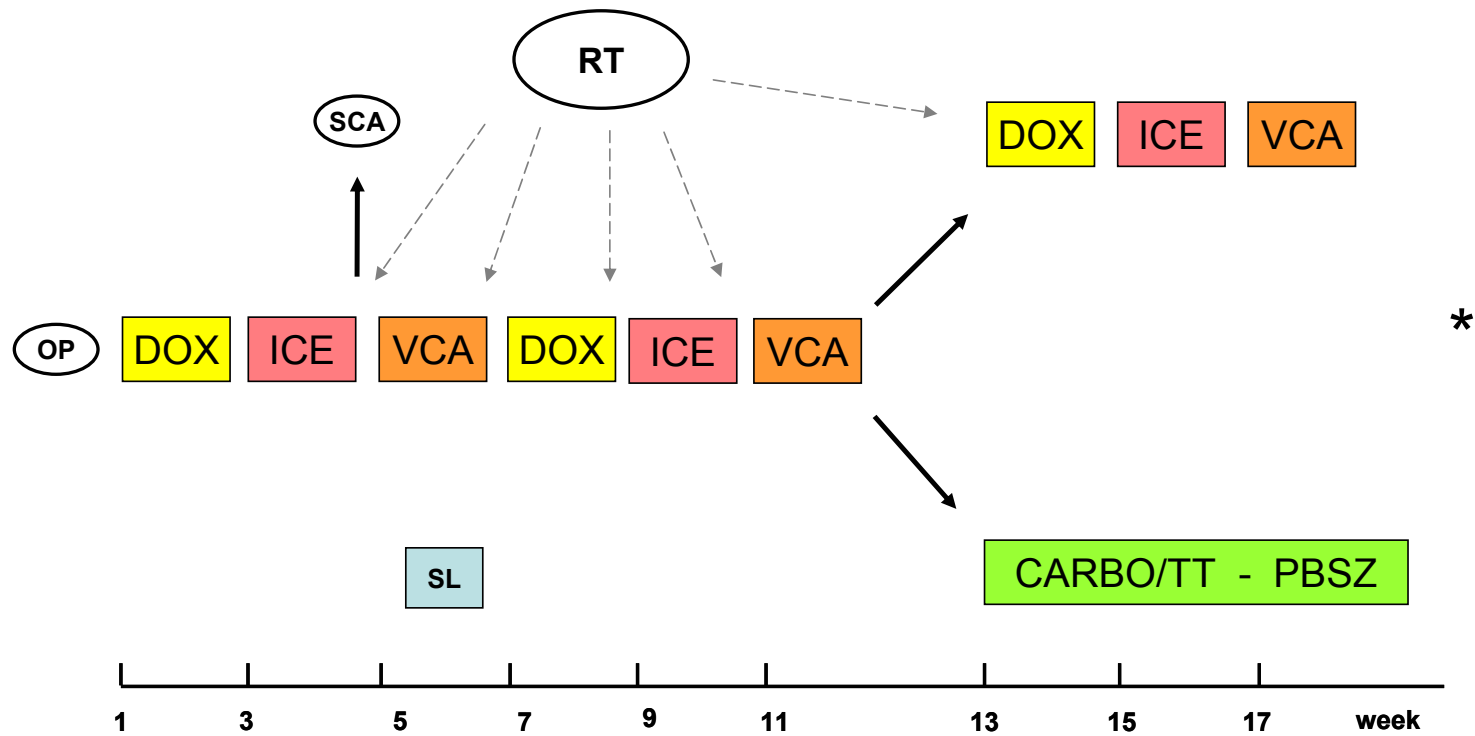 RT
SCA
DOX ICE VCA
OP DOX ICE VCA DOX ICE VCA
*
SL
CARBO/TT - PBSZ
1 3 5 7 9 11 13 15 17 week